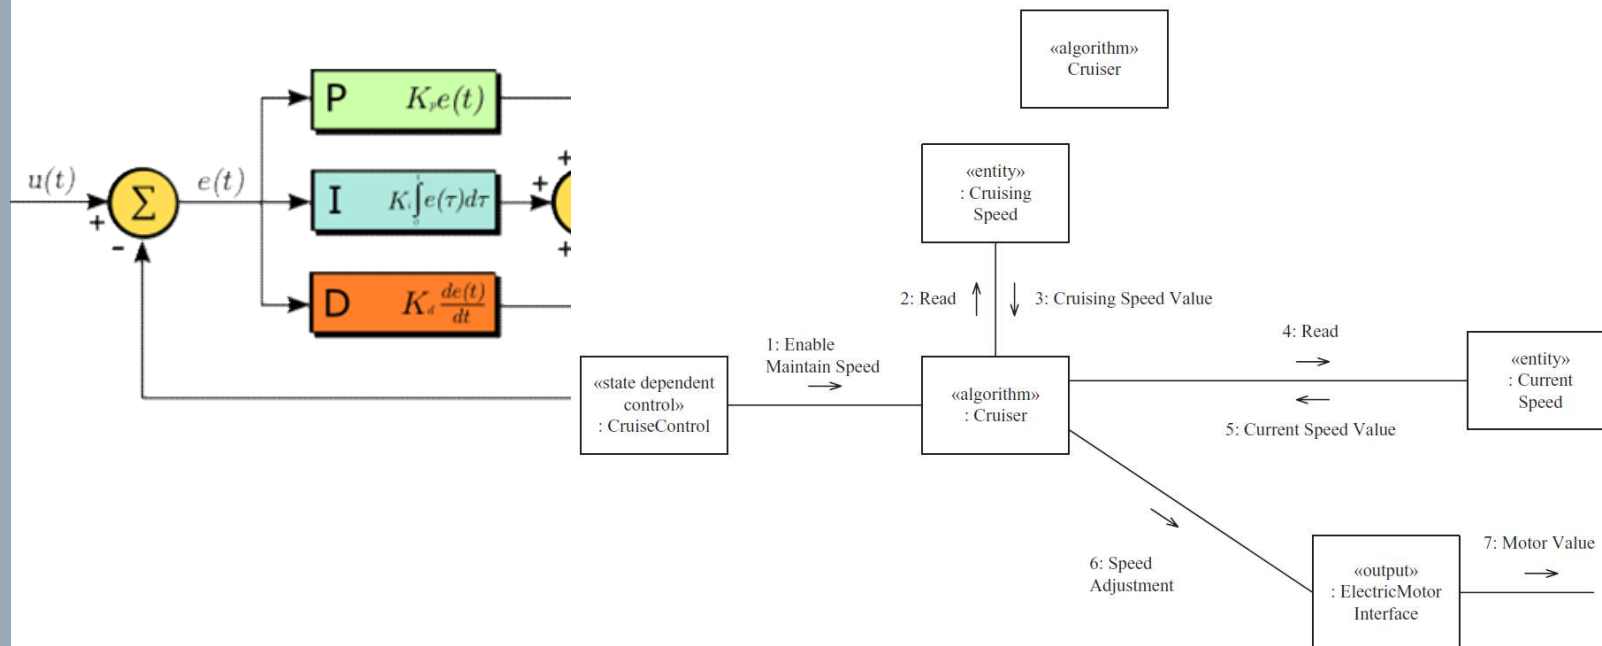 u(t)
+
-
Σ
e(t)
P Kₚe(t)
I Kᵢ∫₀ᵗe(τ)dτ
D K_d de(t)/dt
+
+
+
«algorithm»
Cruiser
«entity»
: Cruising
Speed
2: Read
3: Cruising Speed Value
1: Enable
Maintain Speed
«state dependent
control»
: CruiseControl
«algorithm»
: Cruiser
4: Read
5: Current Speed Value
«entity»
: Current
Speed
6: Speed
Adjustment
«output»
: ElectricMotor
Interface
7: Motor Value